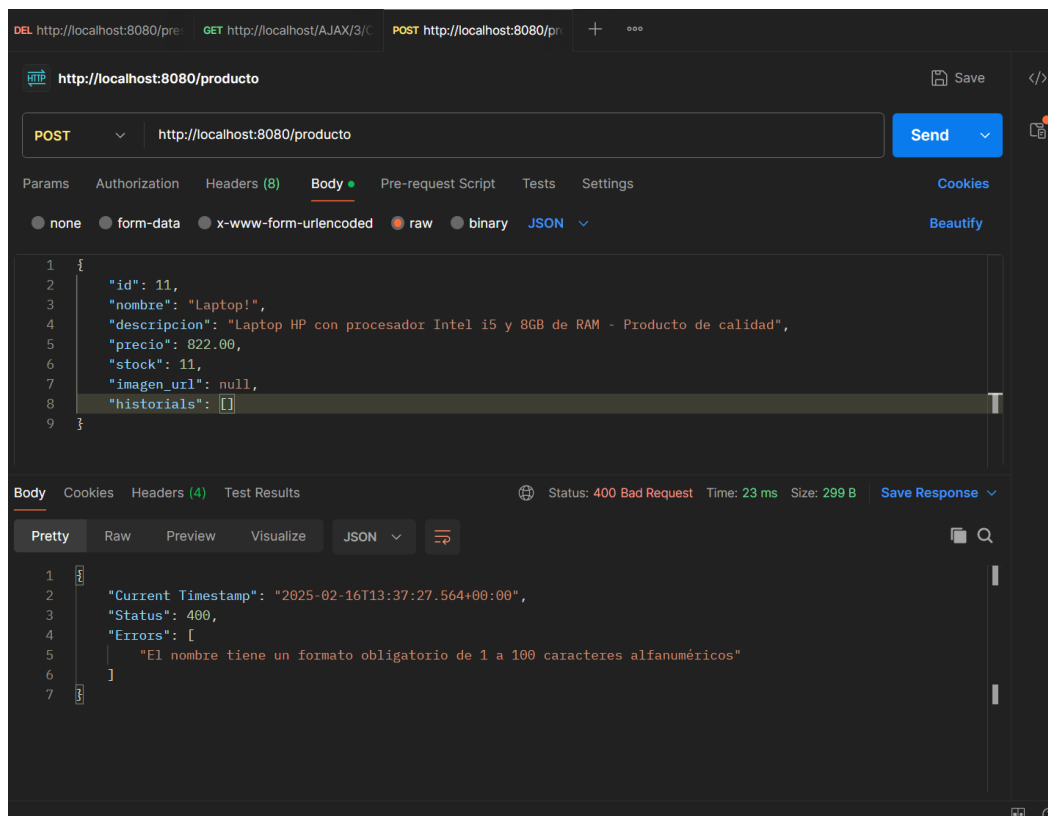 DEL http://localhost:8080/pre GET http://localhost/AJAX/3/C POST http://localhost:8080/pr
HTTP http://localhost:8080/producto Save
POST http://localhost:8080/producto Send
Params Authorization Headers (8) Body Pre-request Script Tests Settings Cookies
none form-data x-www-form-urlencoded raw binary JSON Beautify
1 {
2 "id": 11,
3 "nombre": "Laptop!",
4 "descripcion": "Laptop HP con procesador Intel i5 y 8GB de RAM - Producto de calidad",
5 "precio": 822.00,
6 "stock": 11,
7 "imagen_url": null,
8 "historials": []
9 }
Body Cookies Headers (4) Test Results Status: 400 Bad Request Time: 23 ms Size: 299 B Save Response
Pretty Raw Preview Visualize JSON
1 {
2 "Current Timestamp": "2025-02-16T13:37:27.564+00:00",
3 "Status": 400,
4 "Errors": [
5 "El nombre tiene un formato obligatorio de 1 a 100 caracteres alfanuméricos"
6 ]
7 }